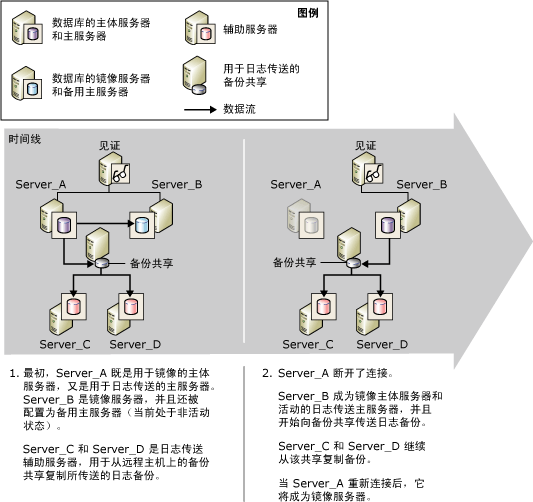 图例
数据库的主体服务器
和主服务器
辅助服务器
数据库的镜像服务器
和备用主服务器
用于日志传送的
备份共享
数据流
时间线
见证
Server_A
Server_B
备份共享
Server_C
Server_D
见证
Server_A
Server_B
备份共享
Server_C
Server_D
1. 最初，Server_A 既是用于镜像的主体
服务器，又是用于日志传送的主服务器。
Server_B 是镜像服务器，并且还被
配置为备用主服务器（当前处于非活动
状态）。
Server_C 和 Server_D 是日志传送
辅助服务器，用于从远程主机上的备份
共享复制所传送的日志备份。
2. Server_A 断开了连接。
Server_B 成为镜像主体服务器和
活动的日志传送主服务器，并且
开始向备份共享传送日志备份。
Server_C 和 Server_D 继续
从该共享复制备份。
当 Server_A 重新连接后，它
将成为镜像服务器。